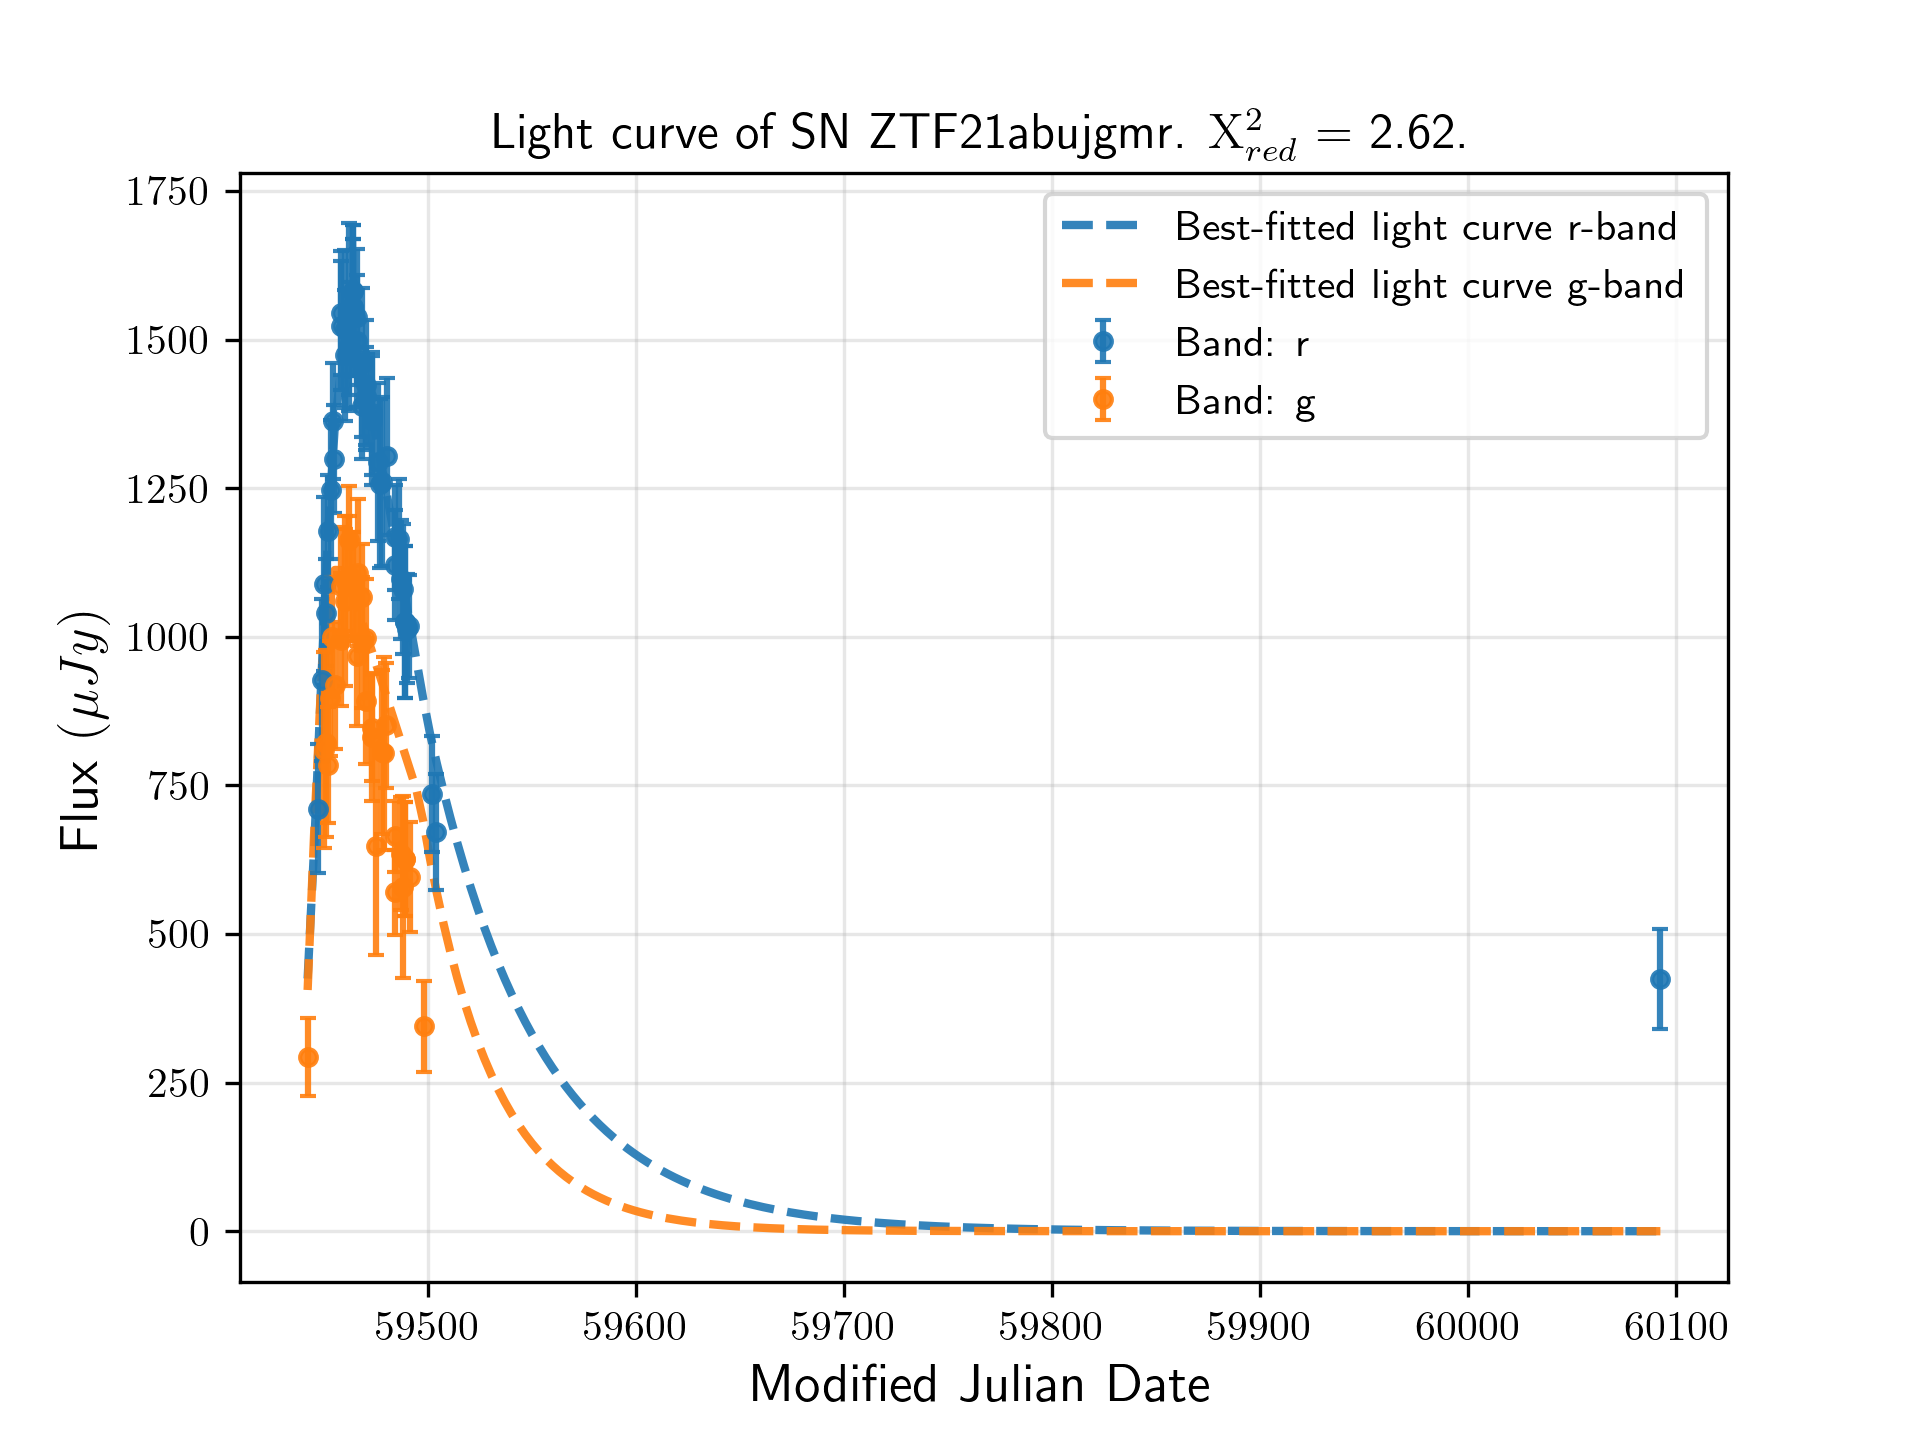 Light curve of SN ZTF21abujgmr. X²_red = 2.62.
1750
1500
1250
1000
750
500
250
0
Flux (μJy)
Best-fitted light curve r-band
Best-fitted light curve g-band
Band: r
Band: g
59500 59600 59700 59800 59900 60000 60100
Modified Julian Date